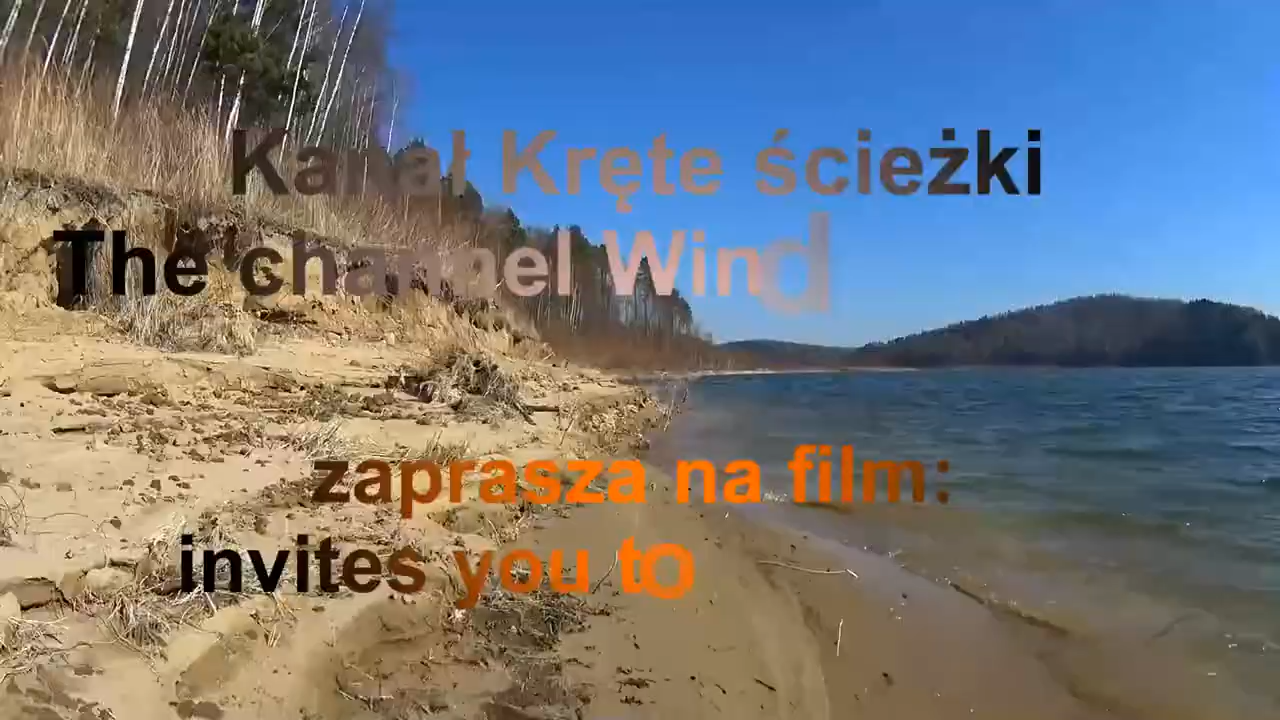 Kanał Kręte ścieżki
The channel Wind
zaprasza na film:
invites you to